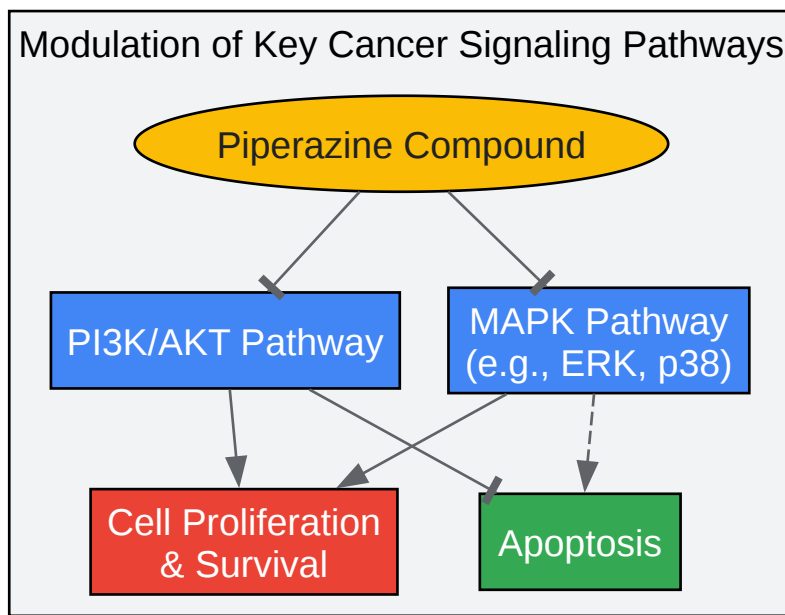 Modulation of Key Cancer Signaling Pathways
Piperazine Compound
PI3K/AKT Pathway
MAPK Pathway
(e.g., ERK, p38)
Cell Proliferation
& Survival
Apoptosis